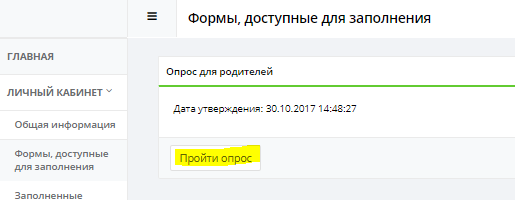 Формы, доступные для заполнения
ГЛАВНАЯ
ЛИЧНЫЙ КАБИНЕТ
Общая информация
Формы, доступные
для заполнения
Заполненные
Опрос для родителей
Дата утверждения: 30.10.2017 14:48:27
Пройти опрос